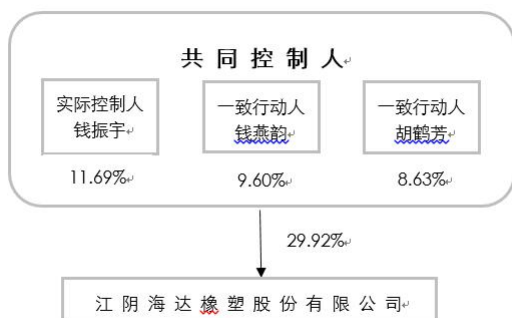 共同控制人
实际控制人
钱振宇
一致行动人
钱燕韵
一致行动人
胡鹤芳
11.69%
9.60%
8.63%
29.92%
江阴海达橡塑股份有限公司